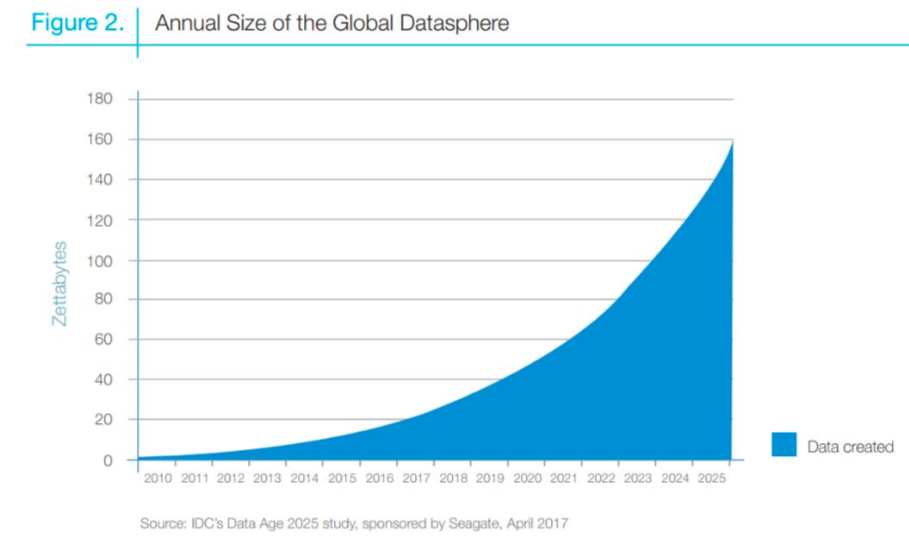 Figure 2. Annual Size of the Global Datasphere
180
160
140
120
100
80
60
40
20
0
Zettabytes
2010 2011 2012 2013 2014 2015 2016 2017 2018 2019 2020 2021 2022 2023 2024 2025
Data created
Source: IDC's Data Age 2025 study, sponsored by Seagate, April 2017